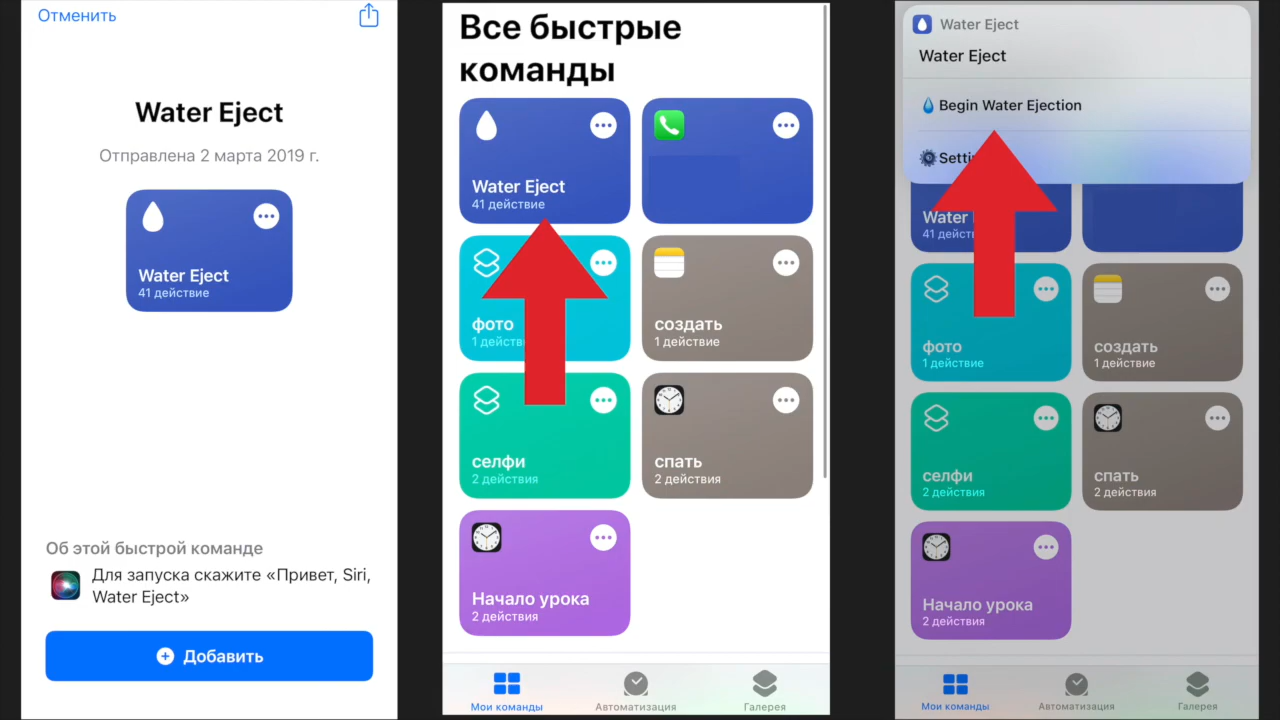 Отменить
Water Eject
Отправлена 2 марта 2019 г.
Water Eject
41 действие
Об этой быстрой команде
Для запуска скажите «Привет, Siri,
Water Eject»
Добавить
Все быстрые
команды
Water Eject
41 действие
фото
1 действ
создать
1 действие
селфи
2 действия
спать
2 действия
Начало урока
2 действия
Мои команды
Автоматизация
Галерея
Water Eject
Water Eject
Begin Water Ejection
Setti
Water
41 действ
фото
1 действие
создать
1 действие
селфи
2 действия
спать
2 действия
Начало урока
2 действия
Мои команды
Автоматизация
Галерея